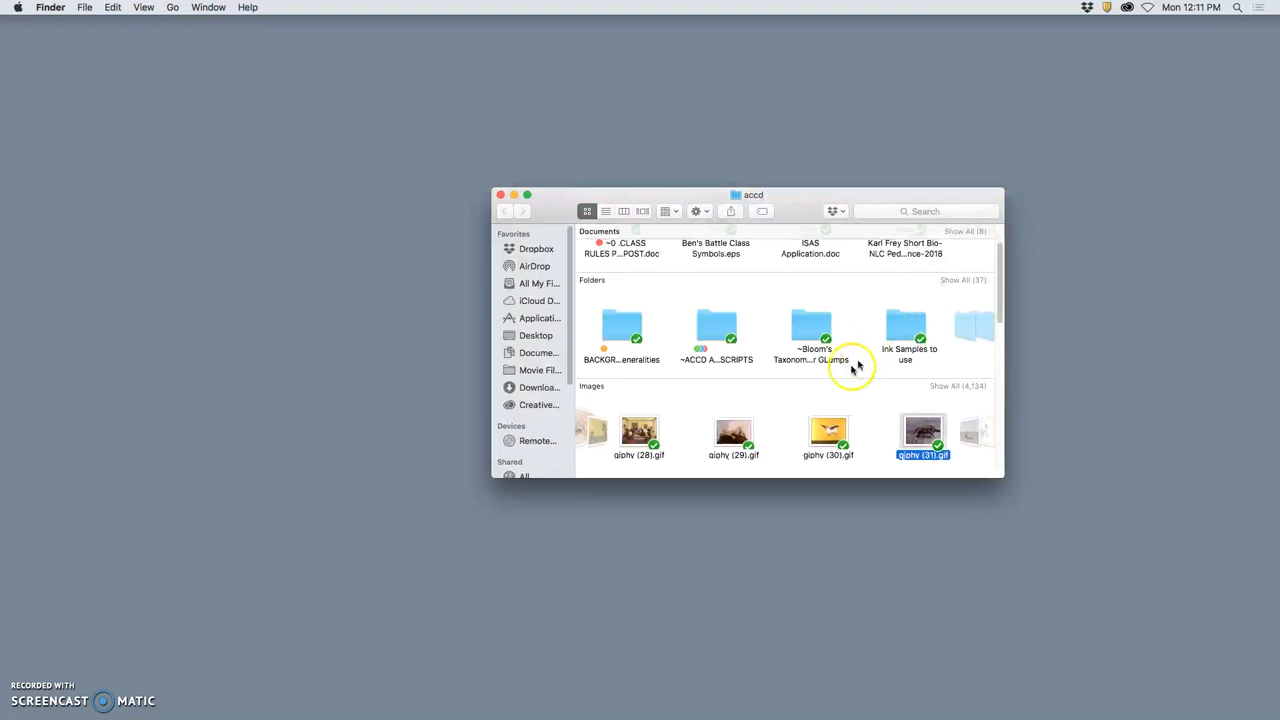 Finder File Edit View Go Window Help Mon 12:11 PM
accd
Search
Favorites
Dropbox
AirDrop
All My Fi...
iCloud D...
Applicati...
Desktop
Docume...
Movie Fil...
Downloa...
Creative...
Devices
Remote...
Shared
All
Documents Show All (8)
~0 .CLASS
RULES P...POST.doc
Ben's Battle Class
Symbols.eps
ISAS
Application.doc
Karl Frey Short Bio-
NLC Ped...nce-2018
Folders Show All (37)
BACKGR...eneralities
~ACCD A...SCRIPTS
~Bloom's
Taxonom...r GLumps
Ink Samples to
use
Images Show All (4,134)
giphy (28).gif
giphy (29).gif
giphy (30).gif
giphy (31).gif
RECORDED WITH
SCREENCAST MATIC